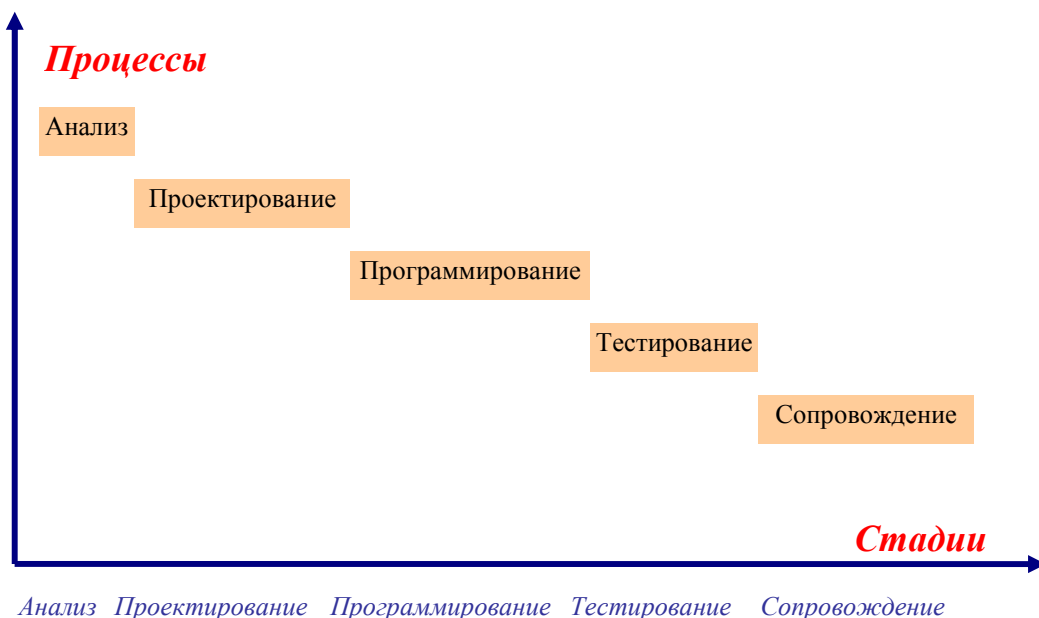 Процессы
Анализ
Проектирование
Программирование
Тестирование
Сопровождение
Стадии
Анализ Проектирование Программирование Тестирование Сопровождение